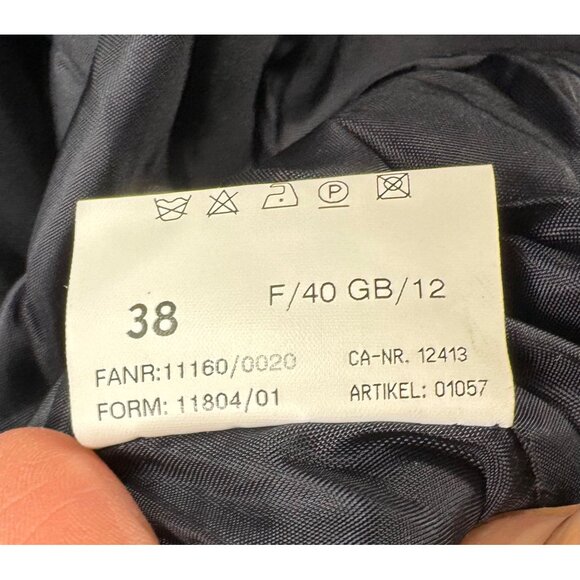 38 F/40 GB/12
FANR:11160/0020 CA-NR. 12413
FORM: 11804/01 ARTIKEL: 01057